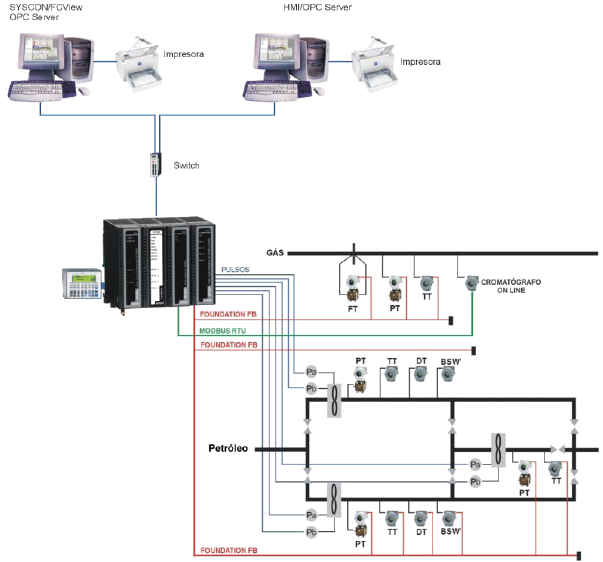 SYSCON/FCView
OPC Server
HMI/OPC Server
Impresora
Impresora
Switch
GÁS
PULSOS
FT
PT
TT
CROMATÓGRAFO
ON LINE
FOUNDATION FB
MODBUS RTU
FOUNDATION FB
PT
TT
DT
BSW
Pa
Pb
Petróleo
Pa
Pb
PT
TT
Pa
Pb
PT
TT
DT
BSW
FOUNDATION FB